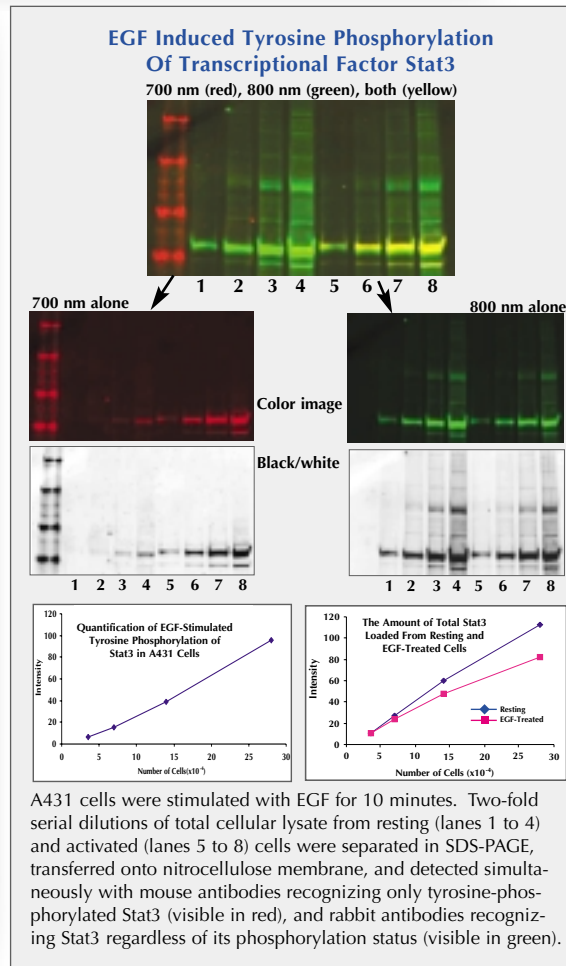 EGF Induced Tyrosine Phosphorylation
Of Transcriptional Factor Stat3
700 nm (red), 800 nm (green), both (yellow)
1 2 3 4 5 6 7 8
700 nm alone
800 nm alone
Color image
Black/white
1 2 3 4 5 6 7 8
1 2 3 4 5 6 7 8
Quantification of EGF-Stimulated
Tyrosine Phosphorylation of
Stat3 in A431 Cells
Intensity
120
100
80
60
40
20
0
0 5 10 15 20 25 30
Number of Cells(x10⁻⁴)
The Amount of Total Stat3
Loaded From Resting and
EGF-Treated Cells
Intensity
120
100
80
60
40
20
0
Resting
EGF-Treated
0 5 10 15 20 25 30
Number of Cells (x10⁻⁴)
A431 cells were stimulated with EGF for 10 minutes. Two-fold
serial dilutions of total cellular lysate from resting (lanes 1 to 4)
and activated (lanes 5 to 8) cells were separated in SDS-PAGE,
transferred onto nitrocellulose membrane, and detected simulta-
neously with mouse antibodies recognizing only tyrosine-phos-
phorylated Stat3 (visible in red), and rabbit antibodies recogniz-
ing Stat3 regardless of its phosphorylation status (visible in green).